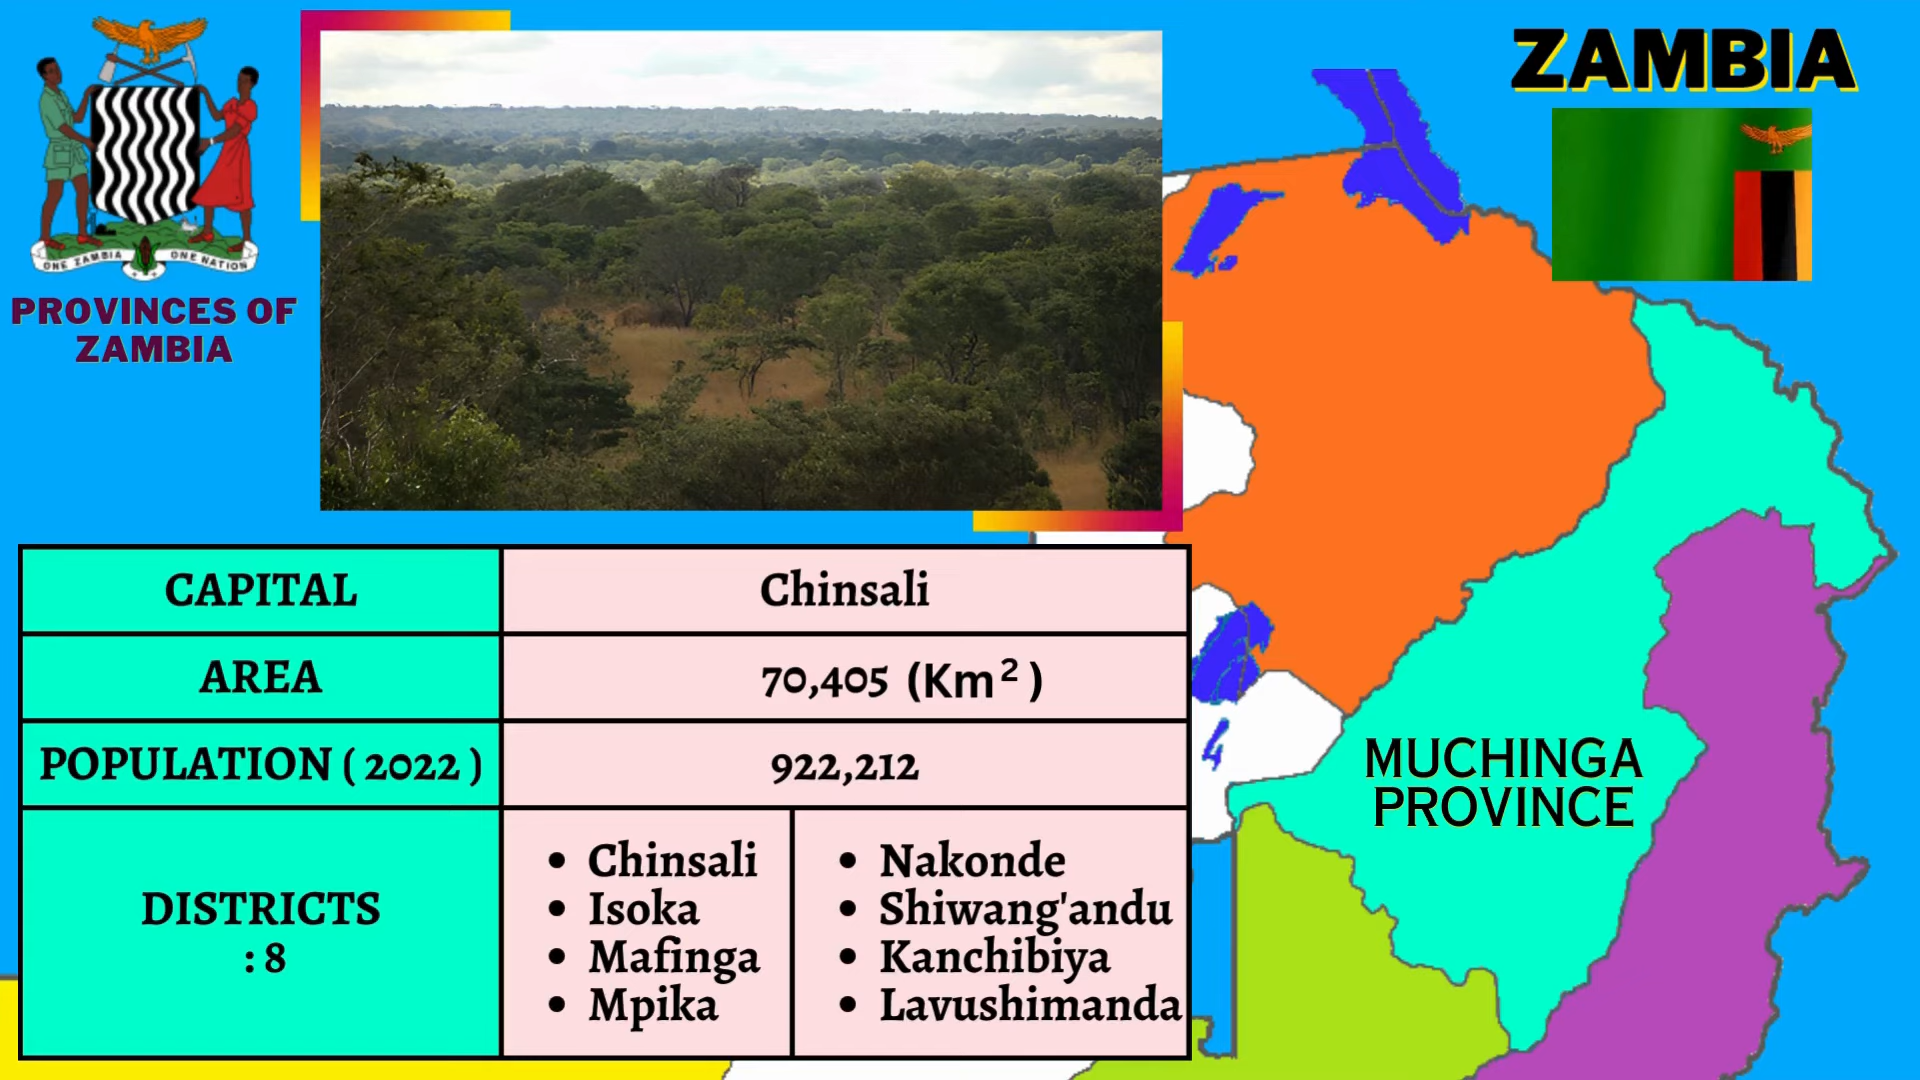 ONE ZAMBIA ONE NATION
PROVINCES OF
ZAMBIA
ZAMBIA
CAPITAL
Chinsali
AREA
70,405 (Km²)
POPULATION ( 2022 )
922,212
DISTRICTS
: 8
• Chinsali
• Isoka
• Mafinga
• Mpika
• Nakonde
• Shiwang'andu
• Kanchibiya
• Lavushimanda
MUCHINGA
PROVINCE